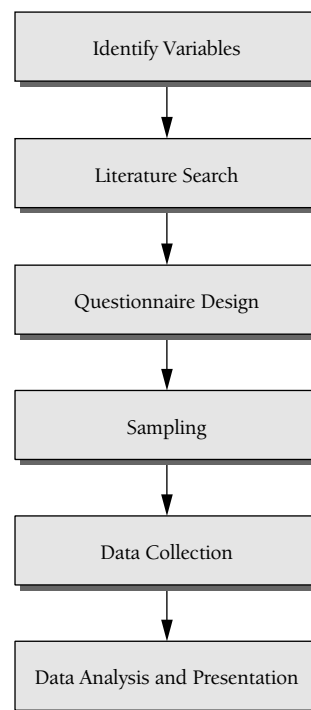 Identify Variables
Literature Search
Questionnaire Design
Sampling
Data Collection
Data Analysis and Presentation